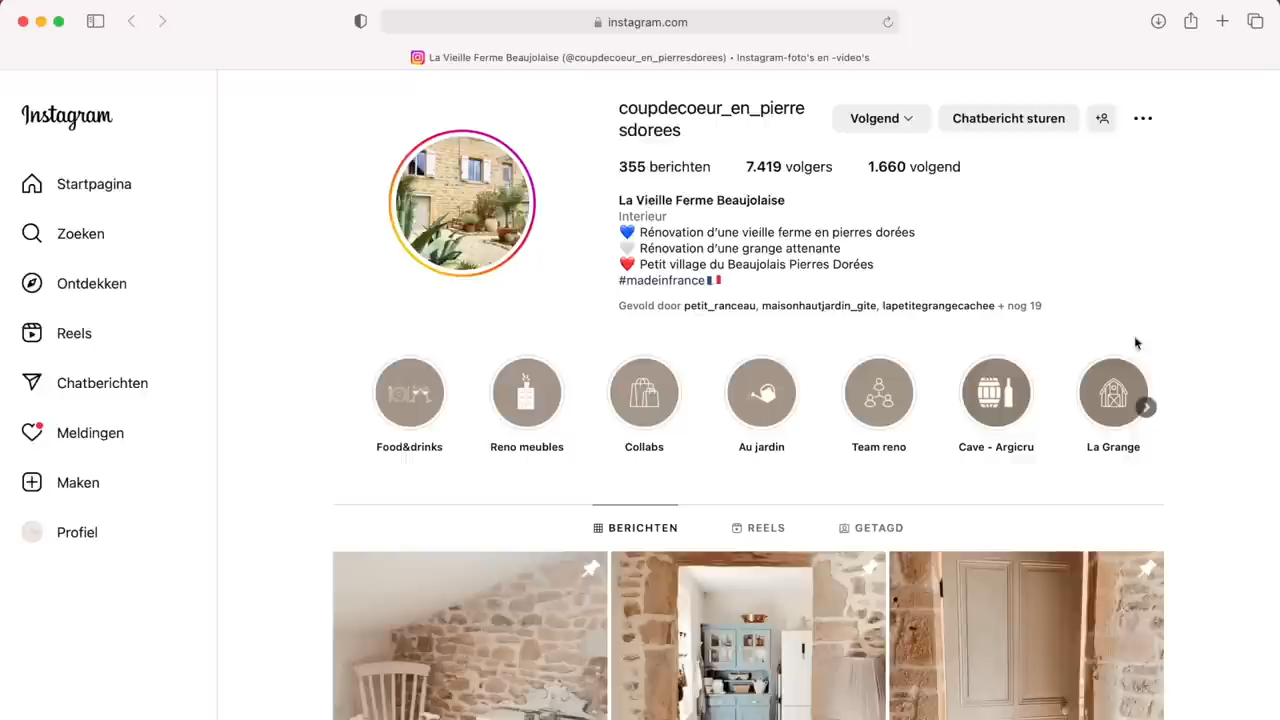 instagram.com
La Vieille Ferme Beaujolaise (@coupdecoeur_en_pierresdorees) • Instagram-foto's en -video's
Instagram
Startpagina
Zoeken
Ontdekken
Reels
Chatberichten
Meldingen
Maken
Profiel
coupdecoeur_en_pierre
sdorees
Volgend
Chatbericht sturen
355 berichten 7.419 volgers 1.660 volgend
La Vieille Ferme Beaujolaise
Interieur
💙 Rénovation d'une vieille ferme en pierres dorées
🤍 Rénovation d'une grange attenante
❤️ Petit village du Beaujolais Pierres Dorées
#madeinfrance🇫🇷
Gevold door petit_ranceau, maisonhautjardin_gite, lapetitegrangecachee + nog 19
Food&drinks Reno meubles Collabs Au jardin Team reno Cave - Argicru La Grange
BERICHTEN REELS GETAGD